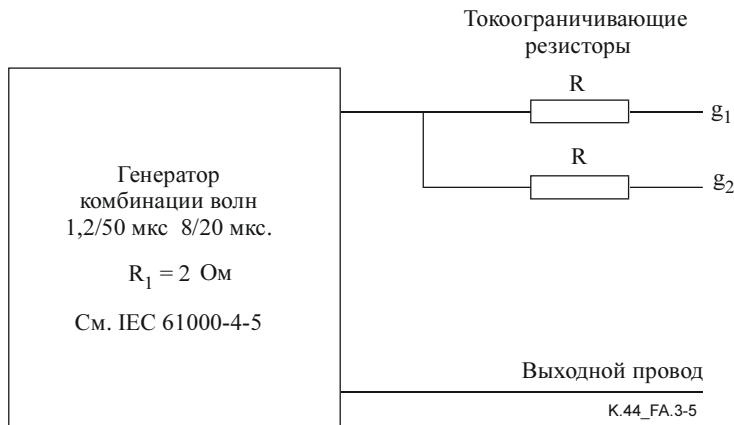 Токоограничивающие
резисторы
R
g1
R
g2
Генератор
комбинации волн
1,2/50 мкс 8/20 мкс.
R1 = 2 Ом
См. IEC 61000-4-5
Выходной провод
K.44_FA.3-5